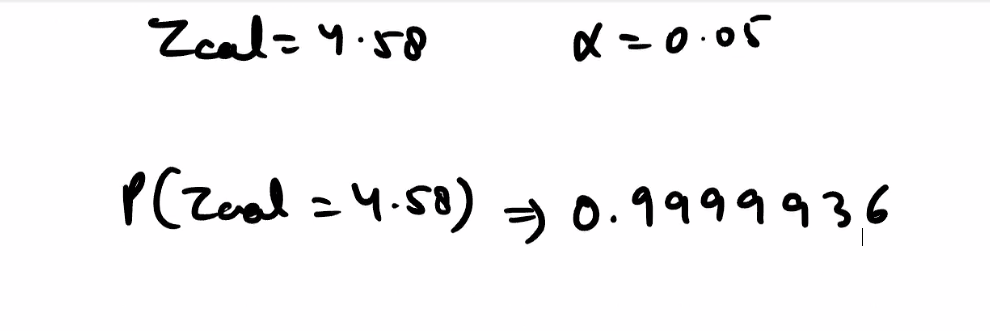 Zcal = 4.58 α = 0.05
P(Zcal = 4.58) ⇒ 0.9999936